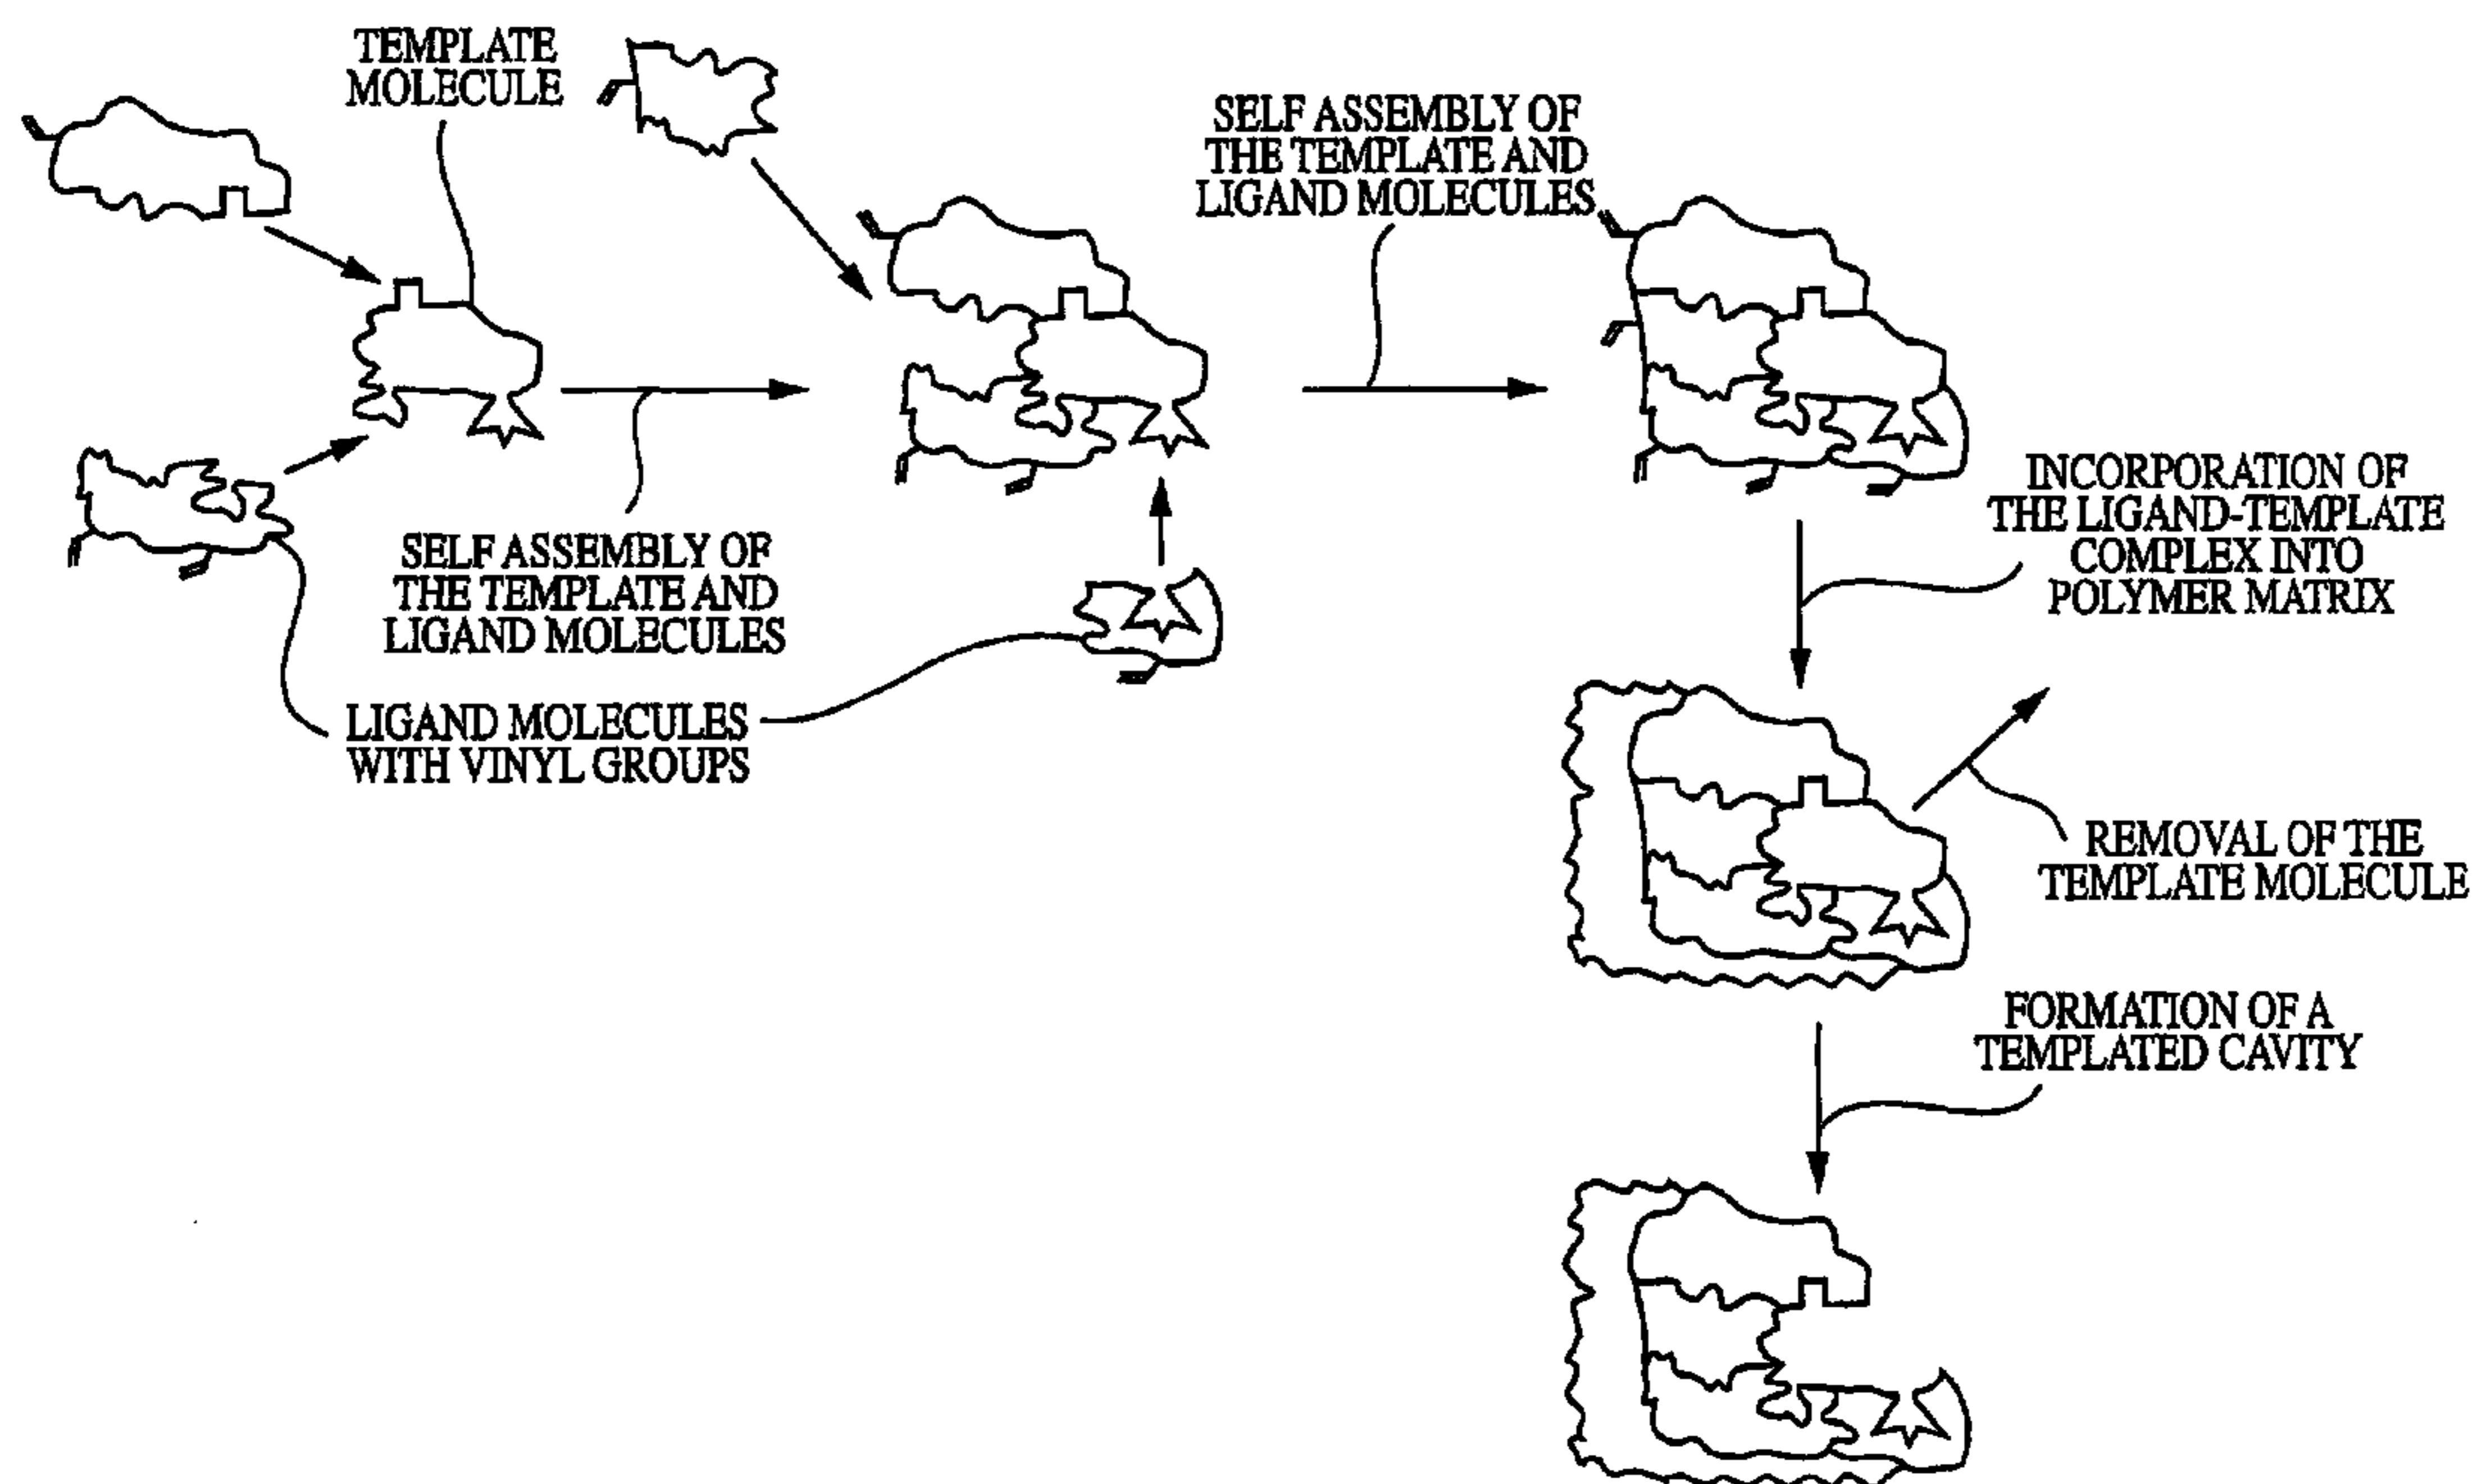 TEMPLATE
MOLECULE
SELF ASSEMBLY OF
THE TEMPLATE AND
LIGAND MOLECULES
SELF ASSEMBLY OF
THE TEMPLATE AND
LIGAND MOLECULES
LIGAND MOLECULES
WITH VINYL GROUPS
INCORPORATION OF
THE LIGAND-TEMPLATE
COMPLEX INTO
POLYMER MATRIX
REMOVAL OF THE
TEMPLATE MOLECULE
FORMATION OF A
TEMPLATED CAVITY